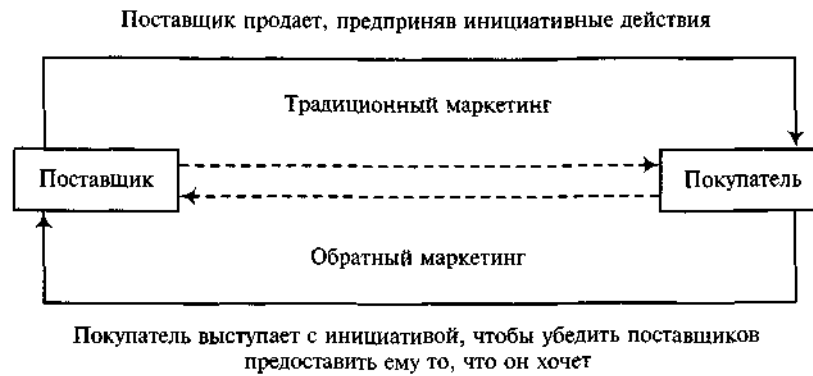 Поставщик продает, предприняв инициативные действия
Традиционный маркетинг
Поставщик
Покупатель
Обратный маркетинг
Покупатель выступает с инициативой, чтобы убедить поставщиков
предоставить ему то, что он хочет